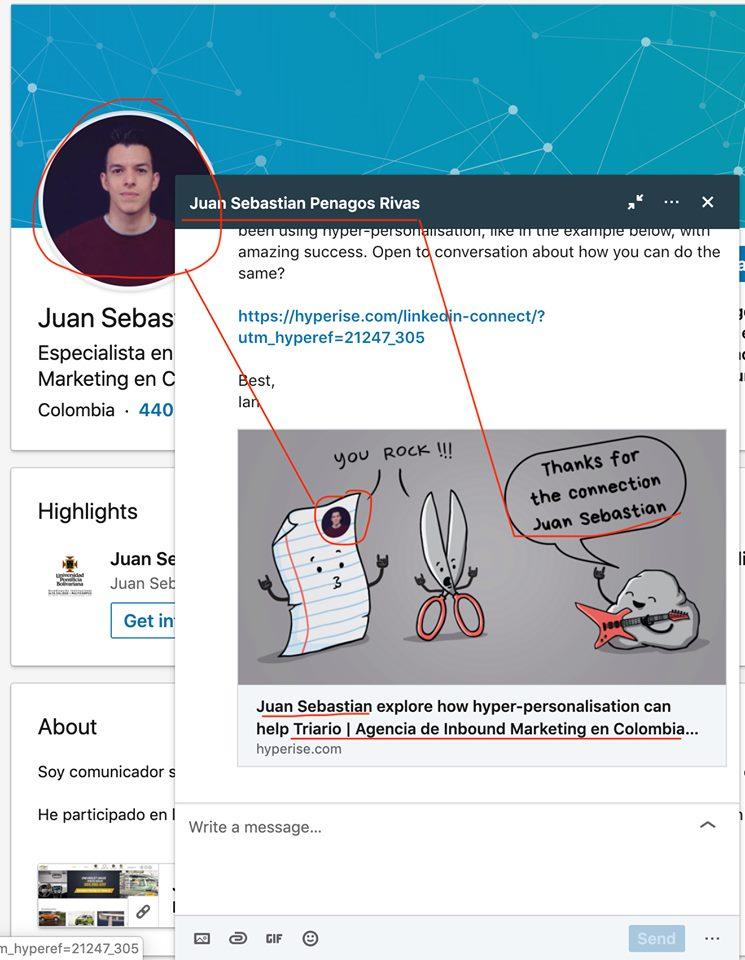 Juan Sebastian Penagos Rivas
been using hyper-personalisation, like in the example below, with
amazing success. Open to conversation about how you can do the
same?
https://hyperise.com/linkedin-connect/?
utm_hyperef=21247_305
Best,
Ian
YOU ROCK !!!
Thanks for
the connection
Juan Sebastian
Juan Sebastian explore how hyper-personalisation can
help Triario | Agencia de Inbound Marketing en Colombia...
hyperise.com
Write a message...
GIF
Send
Juan Sebast
Especialista en
Marketing en C
Colombia · 440
Highlights
Universidad
Pontificia
Bolivariana
Juan Se
Juan Seb
Get in
About
Soy comunicador s
He participado en
m_hyperef=21247_305